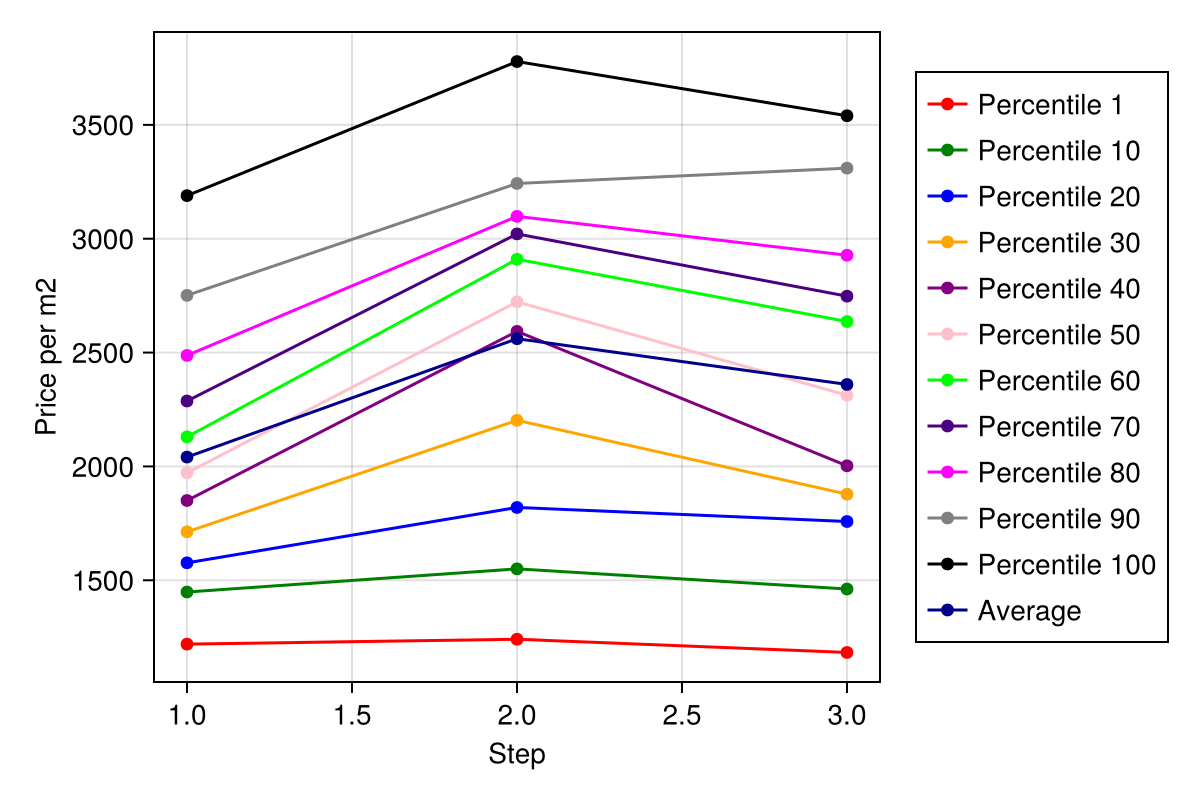 3500
3000
2500
2000
1500
Price per m2
1.0 1.5 2.0 2.5 3.0
Step
Percentile 1
Percentile 10
Percentile 20
Percentile 30
Percentile 40
Percentile 50
Percentile 60
Percentile 70
Percentile 80
Percentile 90
Percentile 100
Average